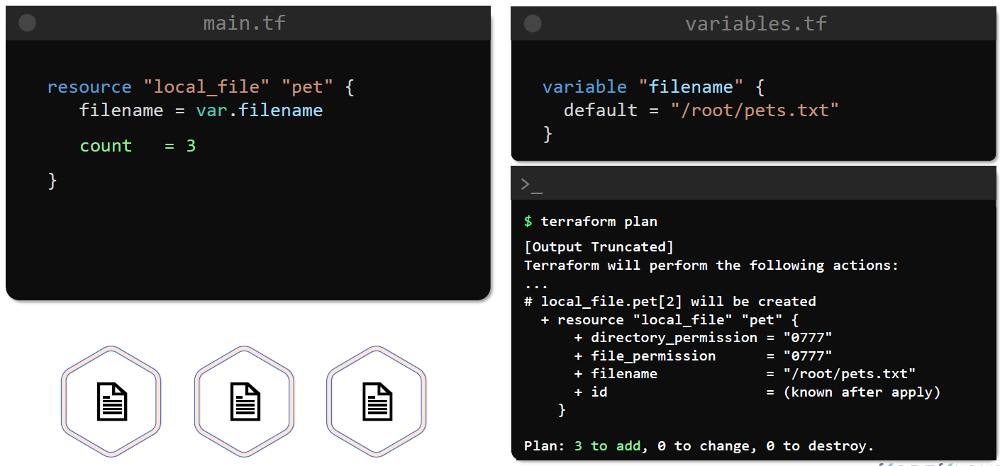 main.tf
resource "local_file" "pet" {
filename = var.filename
count = 3
}
variables.tf
variable "filename" {
default = "/root/pets.txt"
}
>_
$ terraform plan
[Output Truncated]
Terraform will perform the following actions:
...
# local_file.pet[2] will be created
+ resource "local_file" "pet" {
+ directory_permission = "0777"
+ file_permission = "0777"
+ filename = "/root/pets.txt"
+ id = (known after apply)
}
Plan: 3 to add, 0 to change, 0 to destroy.